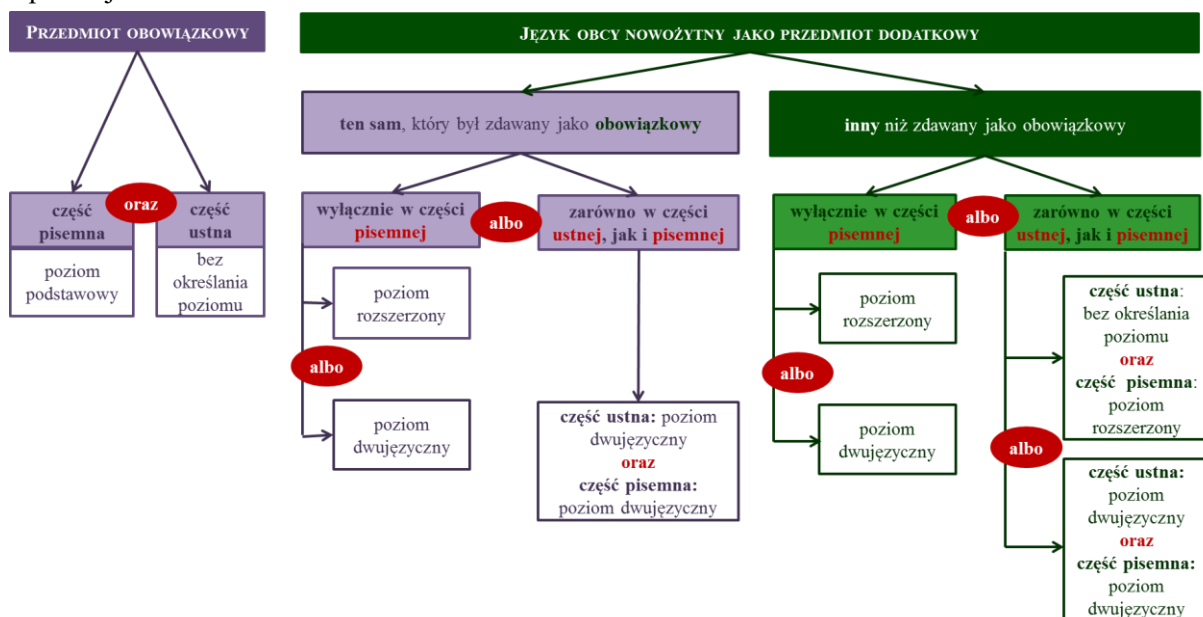 PRZEDMIOT OBOWIĄZKOWY
JĘZYK OBCY NOWOŻYTNY JAKO PRZEDMIOT DODATKOWY
ten sam, który był zdawany jako obowiązkowy
inny niż zdawany jako obowiązkowy
część
pisemna
oraz
część
ustna
poziom
podstawowy
bez
określania
poziomu
wyłącznie w części
pisemnej
albo
zarówno w części
ustnej, jak i pisemnej
poziom
rozszerzony
albo
poziom
dwujęzyczny
część ustna: poziom
dwujęzyczny
oraz
część pisemna:
poziom dwujęzyczny
wyłącznie w części
pisemnej
albo
zarówno w części
ustnej, jak i pisemnej
poziom
rozszerzony
albo
poziom
dwujęzyczny
część ustna:
bez określania
poziomu
oraz
część pisemna:
poziom
rozszerzony
albo
część ustna:
poziom
dwujęzyczny
oraz
część pisemna:
poziom
dwujęzyczny